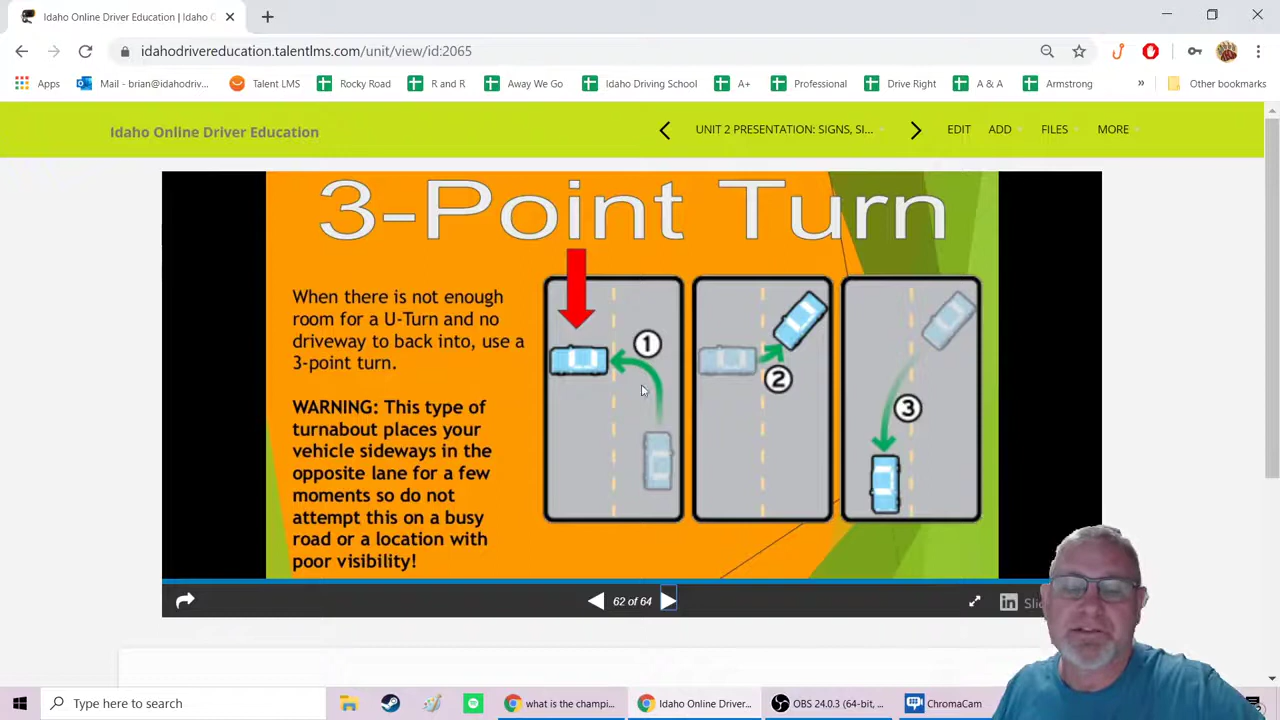 Idaho Online Driver Education | Idaho O
idahodrivereducation.talentlms.com/unit/view/id:2065
Apps Mail - brian@idahodriv... Talent LMS Rocky Road R and R Away We Go Idaho Driving School A+ Professional Drive Right A & A Armstrong » Other bookmarks
Idaho Online Driver Education
UNIT 2 PRESENTATION: SIGNS, SI... EDIT ADD FILES MORE
3-Point Turn
When there is not enough
room for a U-Turn and no
driveway to back into, use a
3-point turn.
WARNING: This type of
turnabout places your
vehicle sideways in the
opposite lane for a few
moments so do not
attempt this on a busy
road or a location with
poor visibility!
1
2
3
62 of 64
in Sli
Type here to search
what is the champi...
Idaho Online Driver...
OBS 24.0.3 (64-bit, ...
ChromaCam